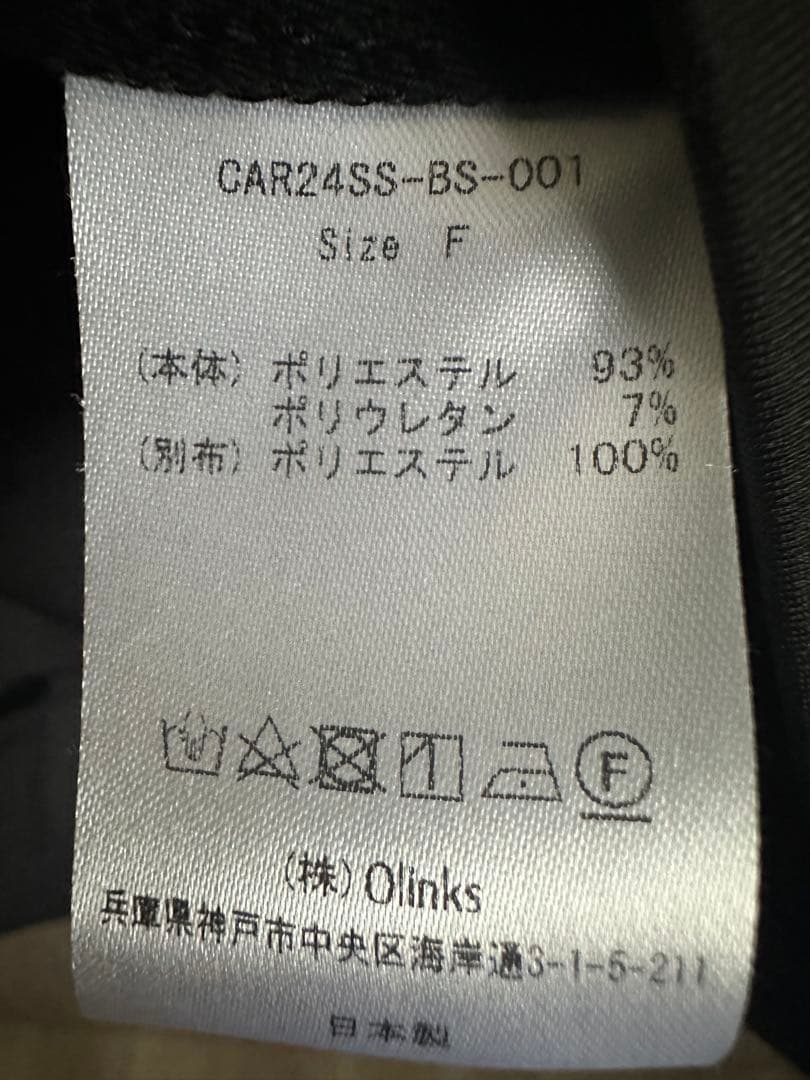 CAR24SS-BS-001
Size F
(本体) ポリエステル 93%
ポリウレタン 7%
(別布) ポリエステル 100%
F
(株) Olinks
兵庫県神戸市中央区海岸通3-1-5-211
日本製